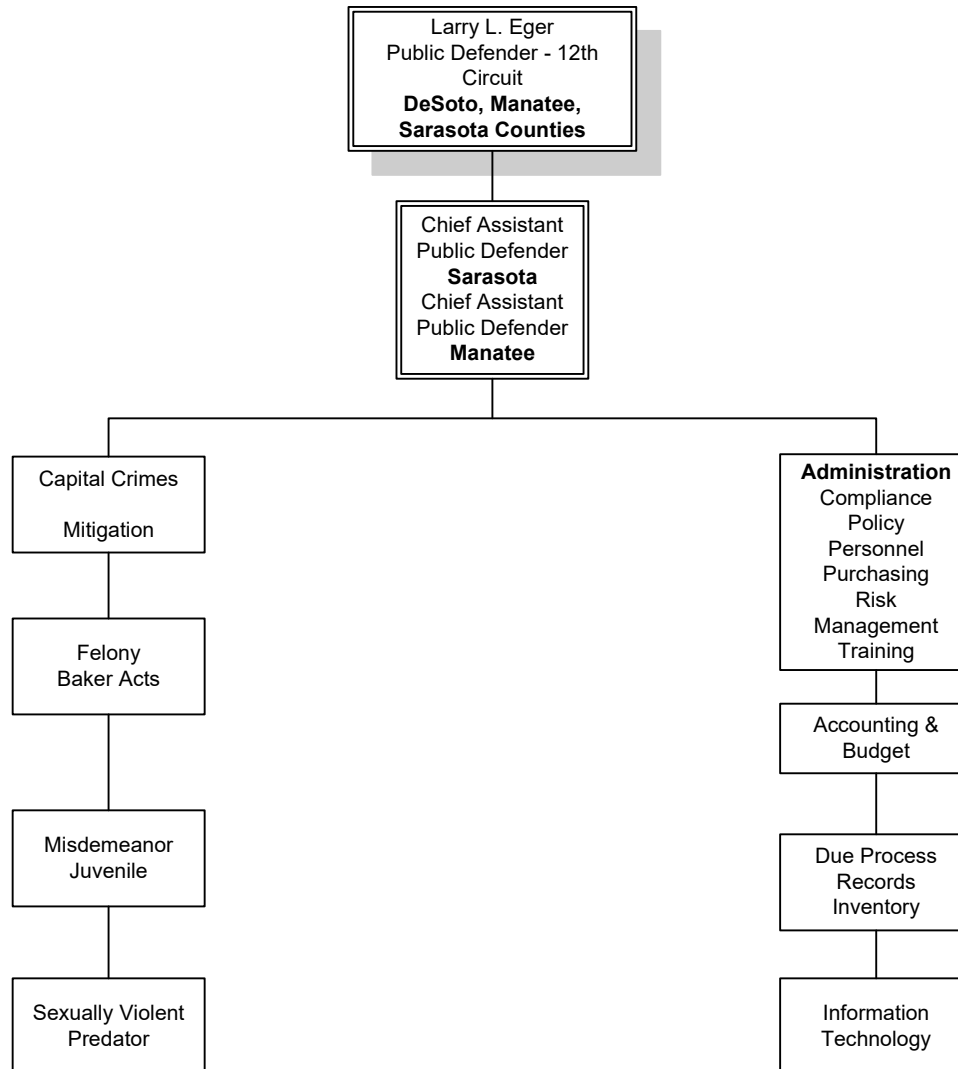 Larry L. Eger
Public Defender - 12th
Circuit
DeSoto, Manatee,
Sarasota Counties
Chief Assistant
Public Defender
Sarasota
Chief Assistant
Public Defender
Manatee
Capital Crimes
Mitigation
Felony
Baker Acts
Misdemeanor
Juvenile
Sexually Violent
Predator
Administration
Compliance
Policy
Personnel
Purchasing
Risk
Management
Training
Accounting &
Budget
Due Process
Records
Inventory
Information
Technology